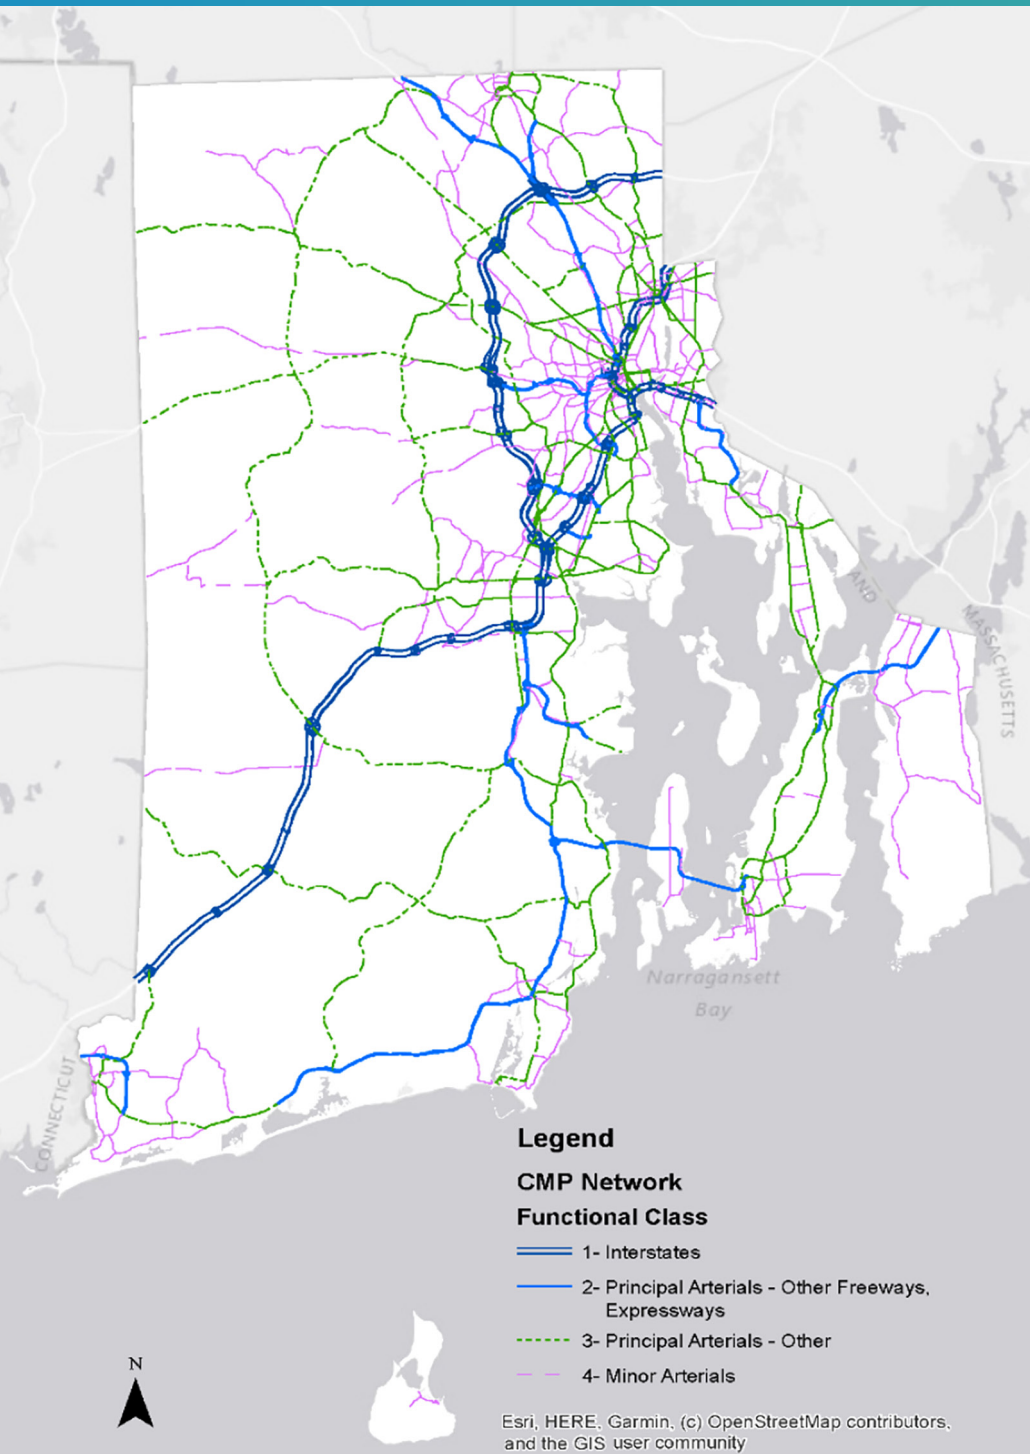 AND
MASSACHUSETTS
Narragansett
Bay
CONNECTICUT
Legend
CMP Network
Functional Class
1- Interstates
2- Principal Arterials - Other Freeways,
Expressways
3- Principal Arterials - Other
4- Minor Arterials
N
Esri, HERE, Garmin, (c) OpenStreetMap contributors,
and the GIS user community